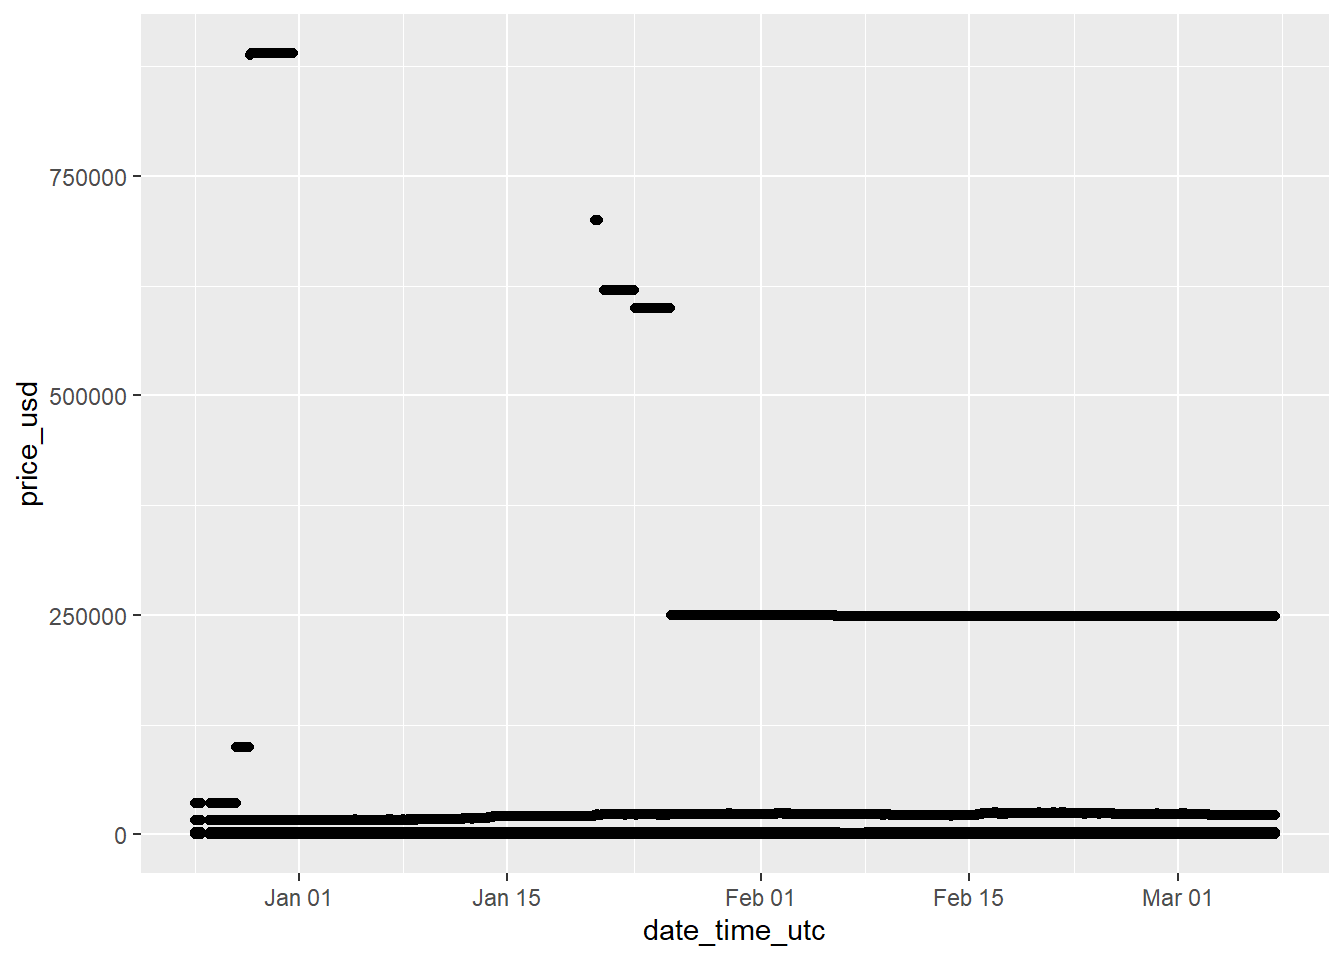 price_usd
750000
500000
250000
0
Jan 01 Jan 15 Feb 01 Feb 15 Mar 01
date_time_utc